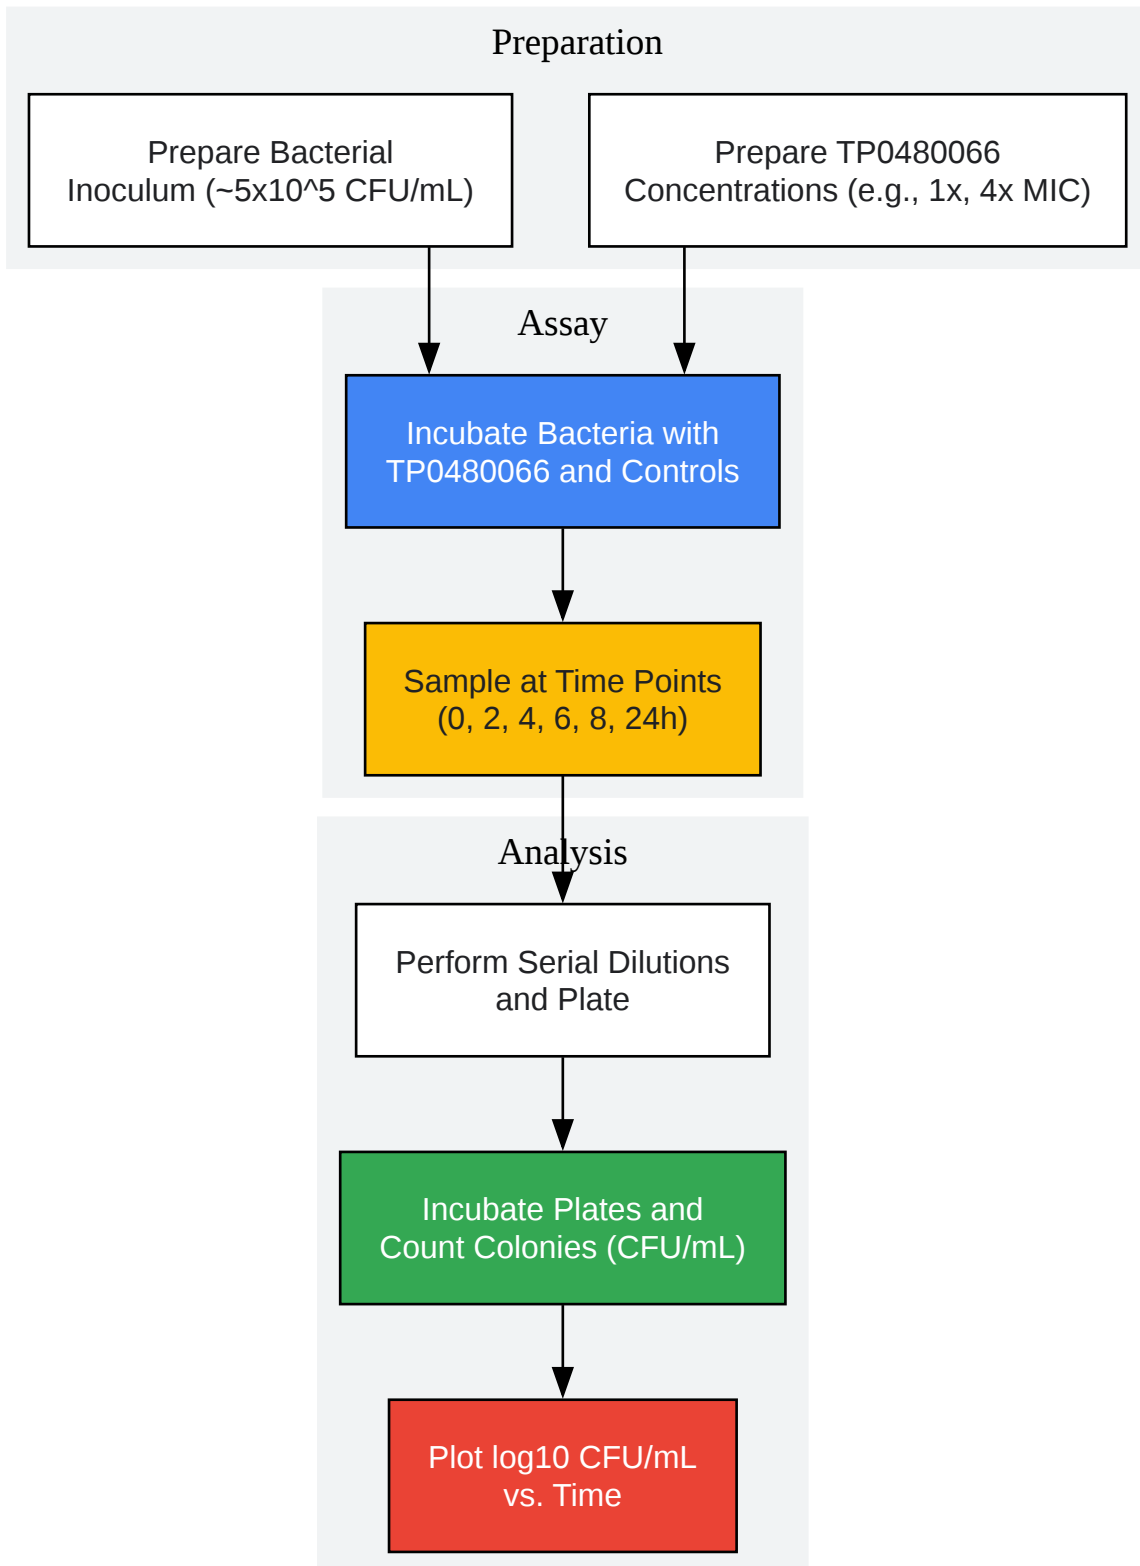 Preparation
Prepare Bacterial
Inoculum (~5x10^5 CFU/mL)
Prepare TP0480066
Concentrations (e.g., 1x, 4x MIC)
Assay
Incubate Bacteria with
TP0480066 and Controls
Sample at Time Points
(0, 2, 4, 6, 8, 24h)
Analysis
Perform Serial Dilutions
and Plate
Incubate Plates and
Count Colonies (CFU/mL)
Plot log10 CFU/mL
vs. Time